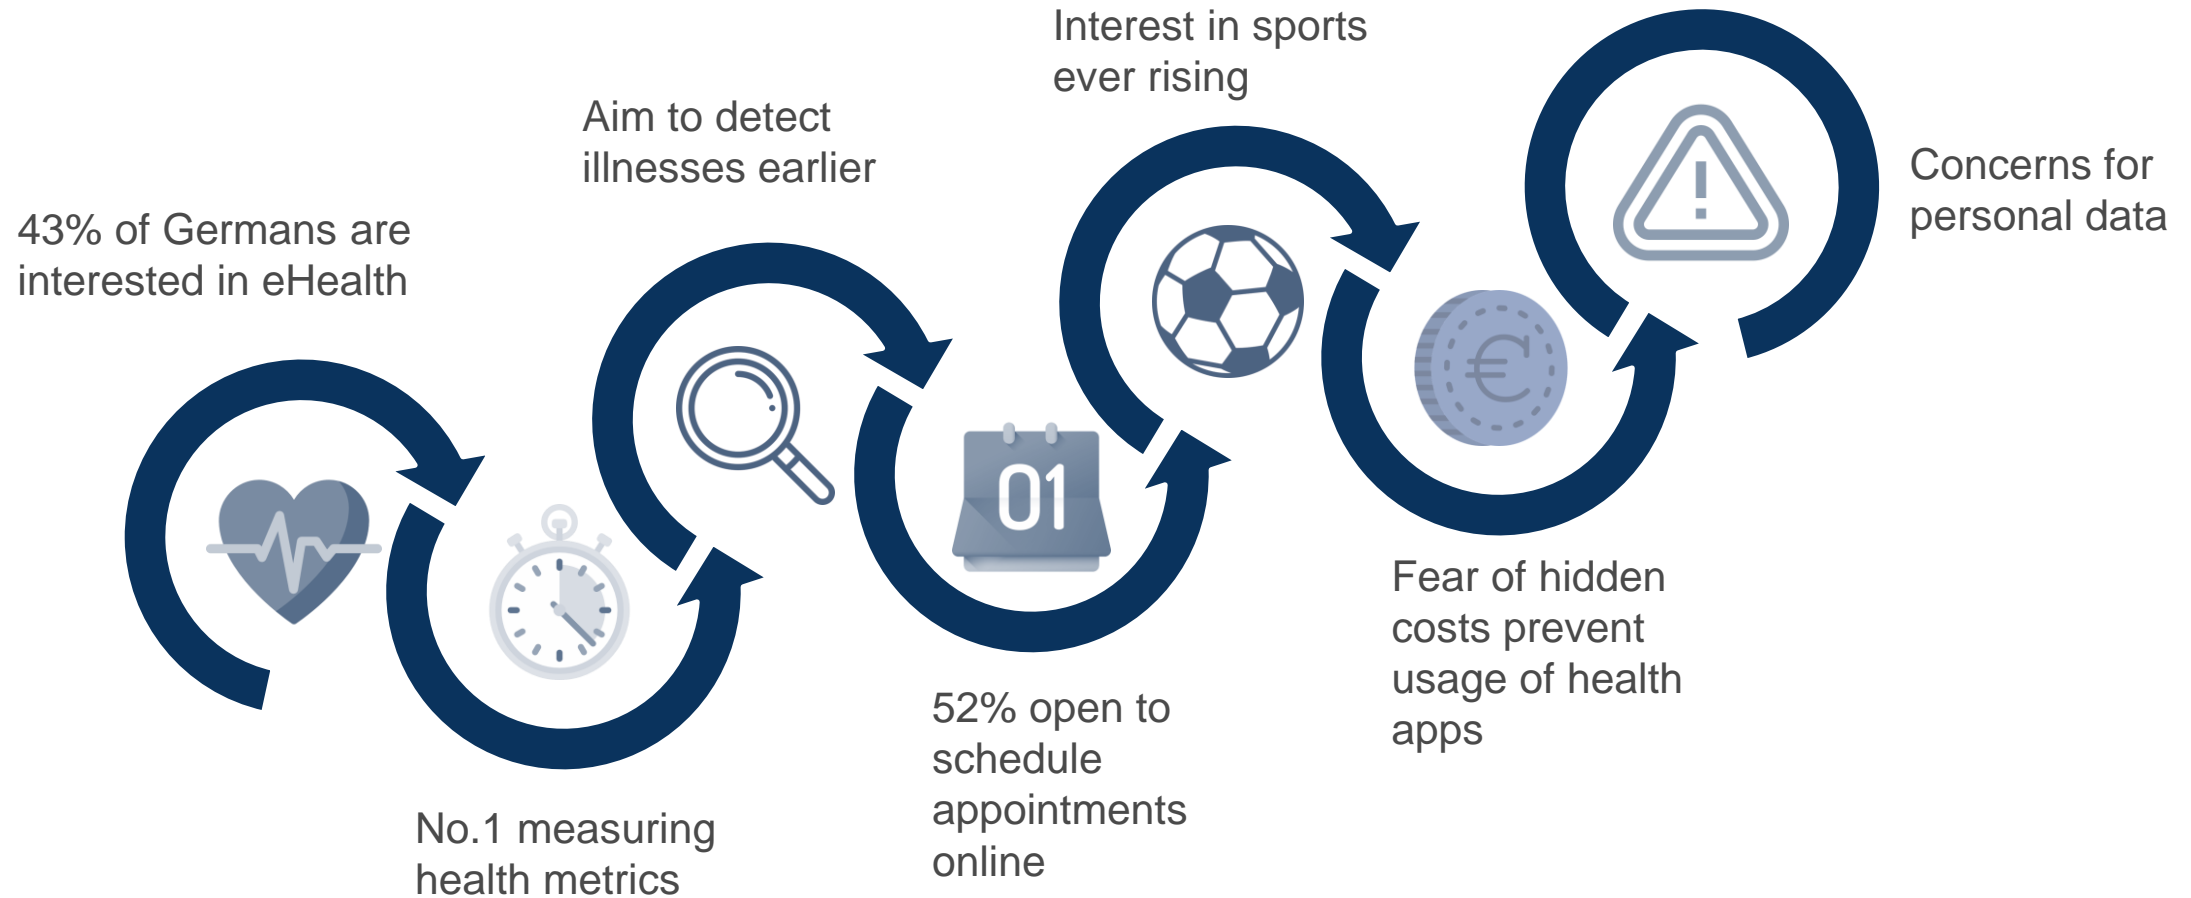 43% of Germans are
interested in eHealth
No.1 measuring
health metrics
Aim to detect
illnesses earlier
01
52% open to
schedule
appointments
online
Interest in sports
ever rising
€
Fear of hidden
costs prevent
usage of health
apps
!
Concerns for
personal data